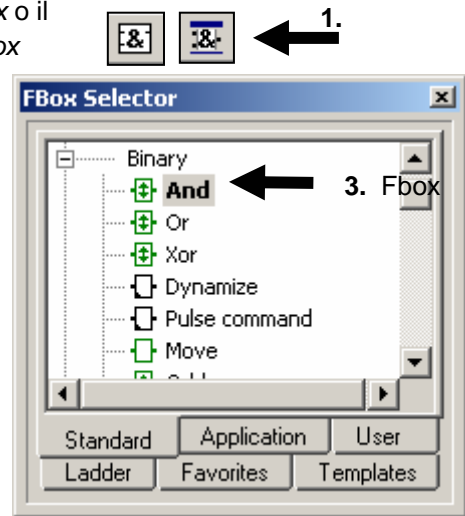 x o il
ox
[&] &
1.
FBox Selector
Binary
And
3. Fbox
Or
Xor
Dynamize
Pulse command
Move
Standard Application User
Ladder Favorites Templates